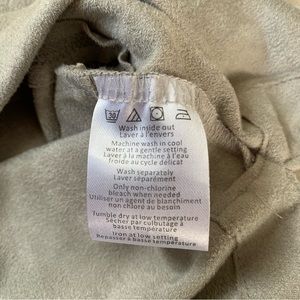 30
Wash inside out
Laver à l'envers
Machine wash in cool
water at a gentle setting
Laver à la machine à l'eau
froide au cycle délicat
Wash separately
Laver séparément
Only non-chlorine
bleach when needed
Utiliser un agent de blanchiment
non chloré au besoin
Tumble dry at low temperature
Sécher par culbutage à
basse température
Iron at low setting
Repasser à basse température